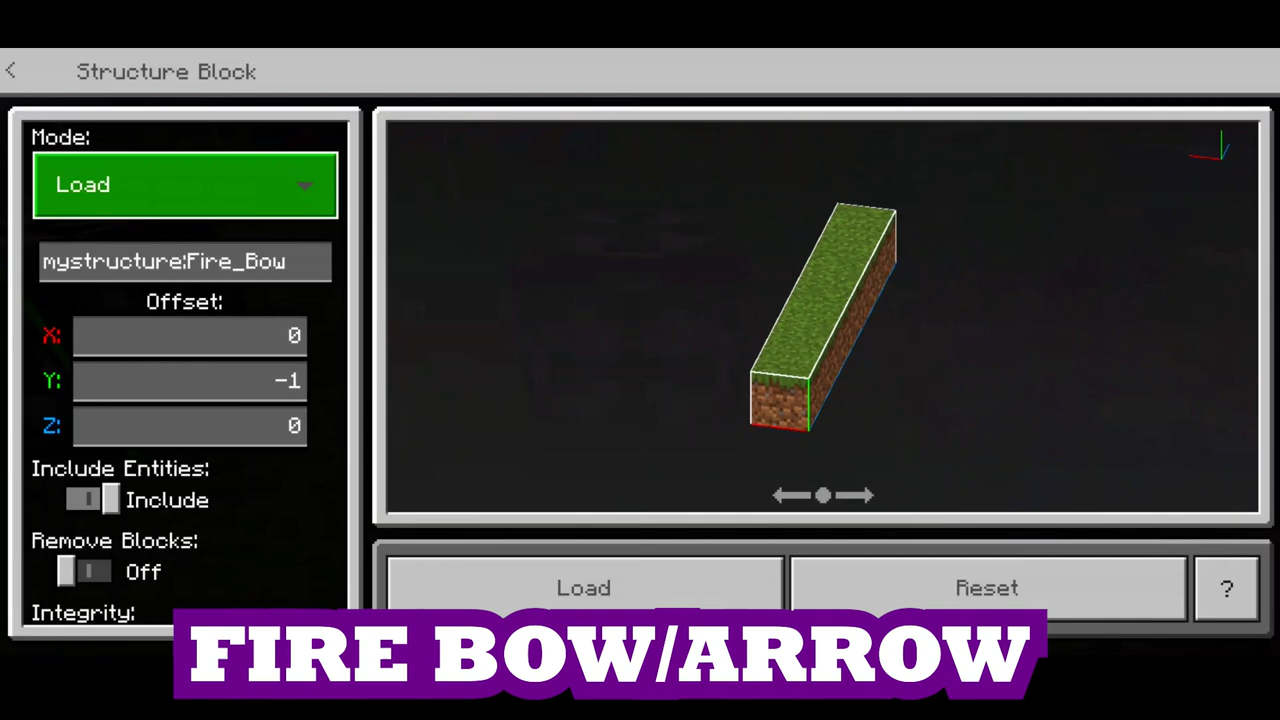 Structure Block
Mode:
Load
mystructure:Fire_Bow
Offset:
X: 0
Y: -1
Z: 0
Include Entities:
Include
Remove Blocks:
Off
Integrity:
Load
Reset
?
FIRE BOW/ARROW